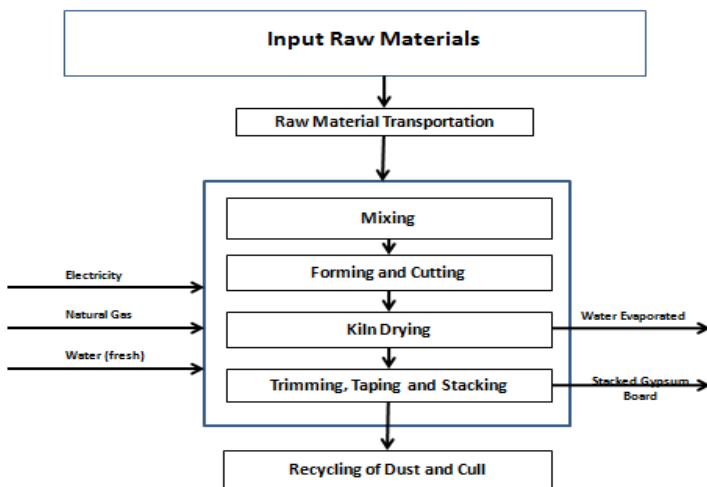 Input Raw Materials
Raw Material Transportation
Mixing
Electricity
Forming and Cutting
Natural Gas
Kiln Drying
Water Evaporated
Water (fresh)
Trimming, Taping and Stacking
Stacked Gypsum
Board
Recycling of Dust and Cull